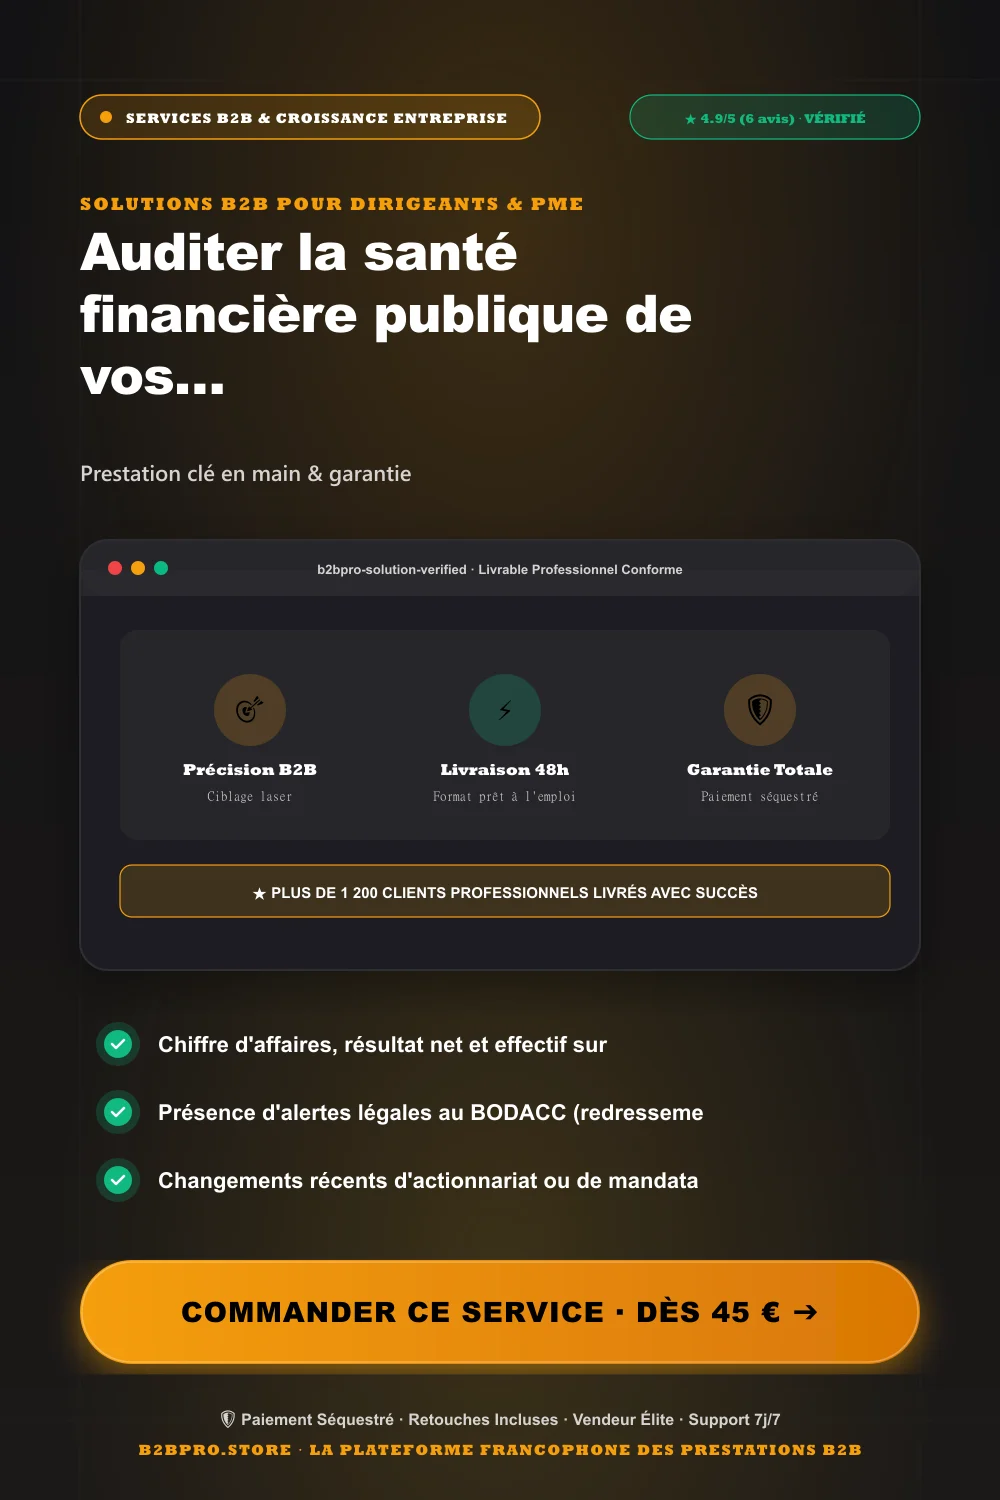 SERVICES B2B & CROISSANCE ENTREPRISE
★ 4.9/5 (6 avis) · VÉRIFIÉ
SOLUTIONS B2B POUR DIRIGEANTS & PME
Auditer la santé
financière publique de
vos...
Prestation clé en main & garantie
b2bpro-solution-verified · Livrable Professionnel Conforme
Précision B2B
Ciblage laser
Livraison 48h
Format prêt à l'emploi
Garantie Totale
Paiement séquestré
★ PLUS DE 1 200 CLIENTS PROFESSIONNELS LIVRÉS AVEC SUCCÈS
Chiffre d'affaires, résultat net et effectif sur
Présence d'alertes légales au BODACC (redresseme
Changements récents d'actionnariat ou de mandata
COMMANDER CE SERVICE · DÈS 45 € →
Paiement Séquestré · Retouches Incluses · Vendeur Élite · Support 7j/7
B2BPRO.STORE · LA PLATEFORME FRANCOPHONE DES PRESTATIONS B2B